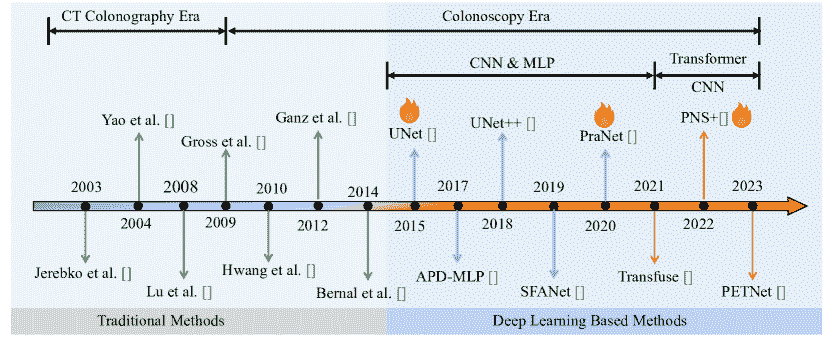 CT Colonography Era
Colonoscopy Era
CNN & MLP
Transformer
CNN
Yao et al. []
Gross et al. []
Ganz et al. []
UNet []
UNet++ []
PraNet []
PNS+[]
2003
2008
2010
2014
2017
2019
2021
2023
2004
2009
2012
2015
2018
2020
2022
Jerebko et al. []
Lu et al. []
Hwang et al. []
Bernal et al. []
APD-MLP []
SFANet []
Transfuse []
PETNet []
Traditional Methods
Deep Learning Based Methods